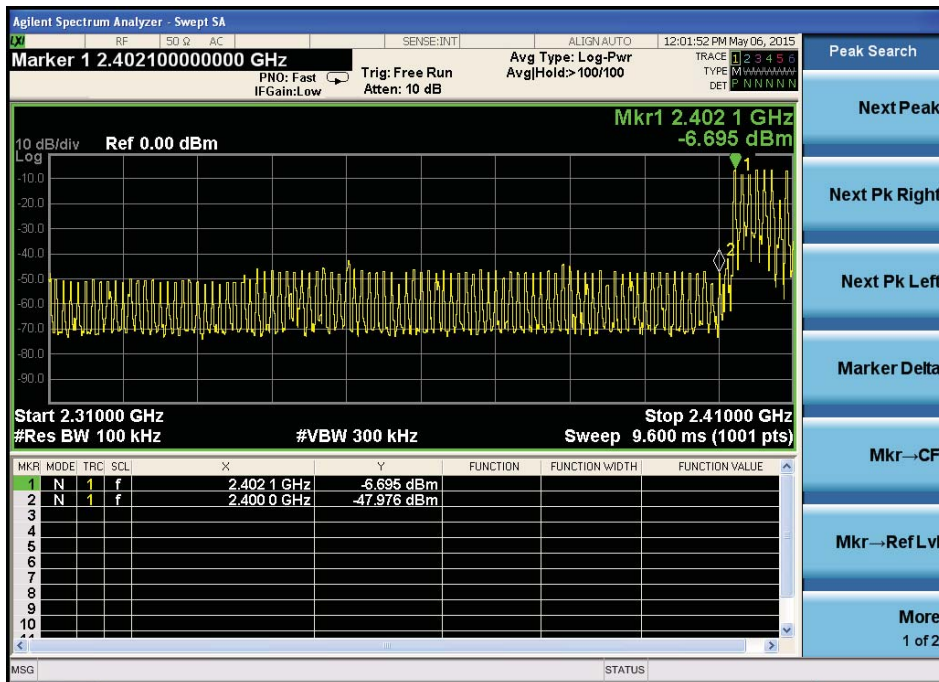 Agilent Spectrum Analyzer - Swept SA
LXI RF 50 Ω AC SENSE:INT ALIGN AUTO 12:01:52 PM May 06, 2015
Marker 1 2.402100000000 GHz
PNO: Fast
IFGain:Low
Trig: Free Run
Atten: 10 dB
Avg Type: Log-Pwr
Avg|Hold:>100/100
TRACE 1 2 3 4 5 6
TYPE M
DET P N N N N N
Peak Search
Next Peak
Next Pk Right
Next Pk Left
Marker Delta
Mkr→CF
Mkr→Ref Lvl
More
1 of 2
Mkr1 2.402 1 GHz
-6.695 dBm
10 dB/div Ref 0.00 dBm
Log
-10.0
-20.0
-30.0
-40.0
-50.0
-60.0
-70.0
-80.0
-90.0
1
2
Start 2.31000 GHz Stop 2.41000 GHz
#Res BW 100 kHz #VBW 300 kHz Sweep 9.600 ms (1001 pts)
MKR MODE TRC SCL X Y FUNCTION FUNCTION WIDTH FUNCTION VALUE
1 N 1 f 2.402 1 GHz -6.695 dBm
2 N 1 f 2.400 0 GHz -47.976 dBm
3
4
5
6
7
8
9
10
MSG STATUS